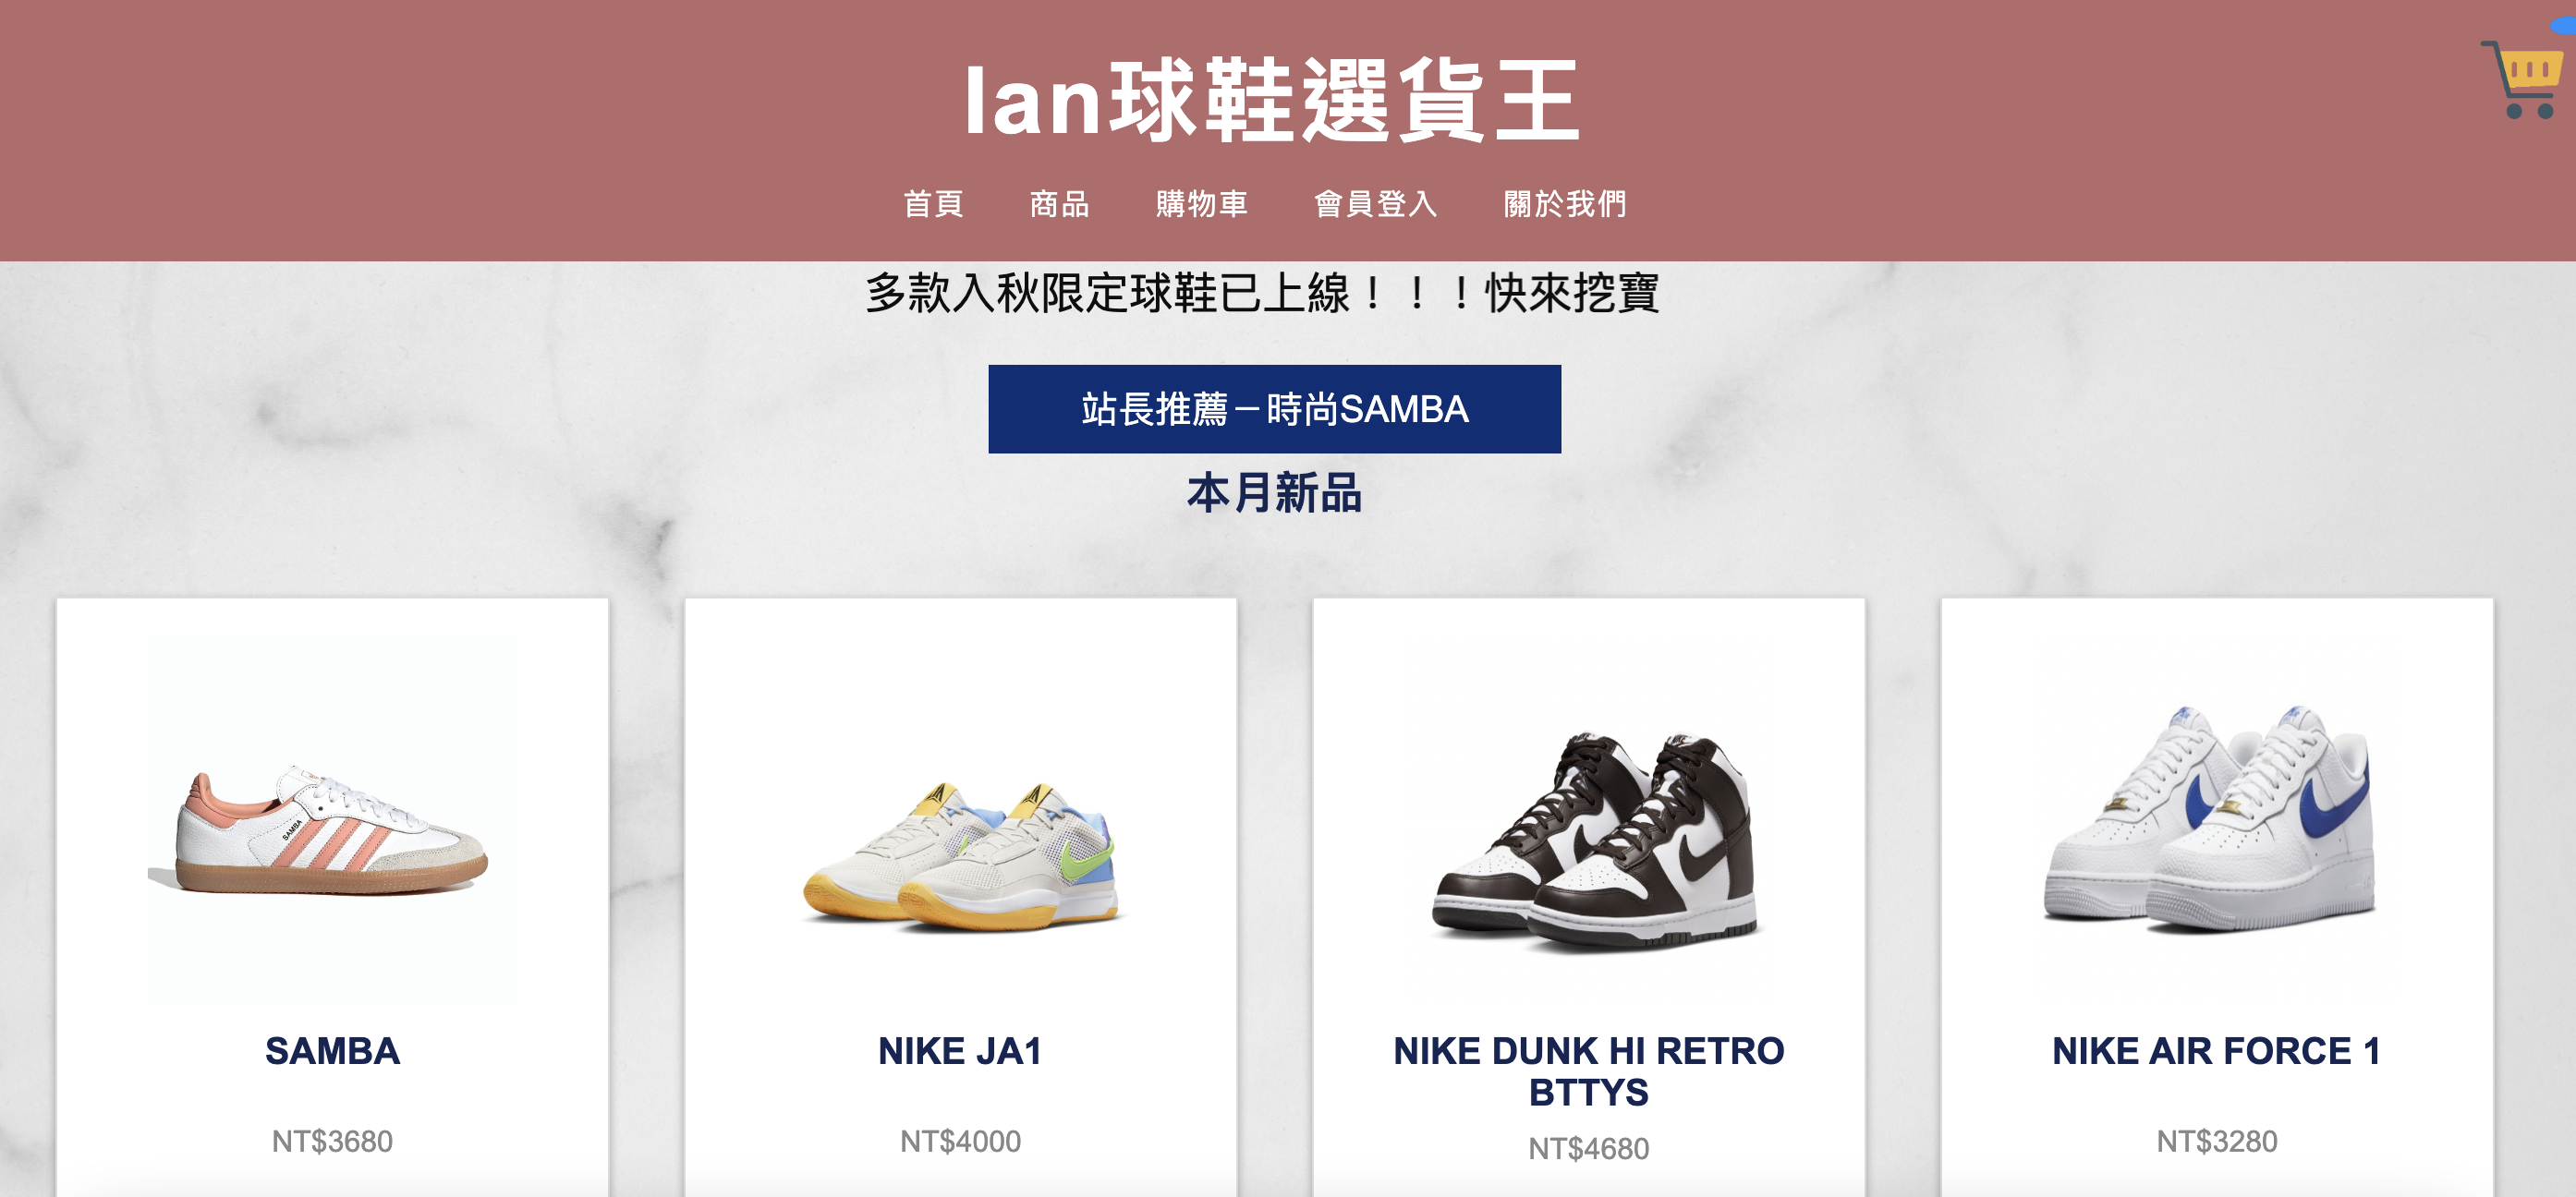 Ian球鞋選貨王
首頁 商品 購物車 會員登入 關於我們
多款入秋限定球鞋已上線！！！快來挖寶
站長推薦－時尚SAMBA
本月新品
SAMBA
SAMBA
NIKE JA1
NIKE DUNK HI RETRO
BTTYS
NIKE AIR FORCE 1
NT$3680
NT$4000
NT$4680
NT$3280